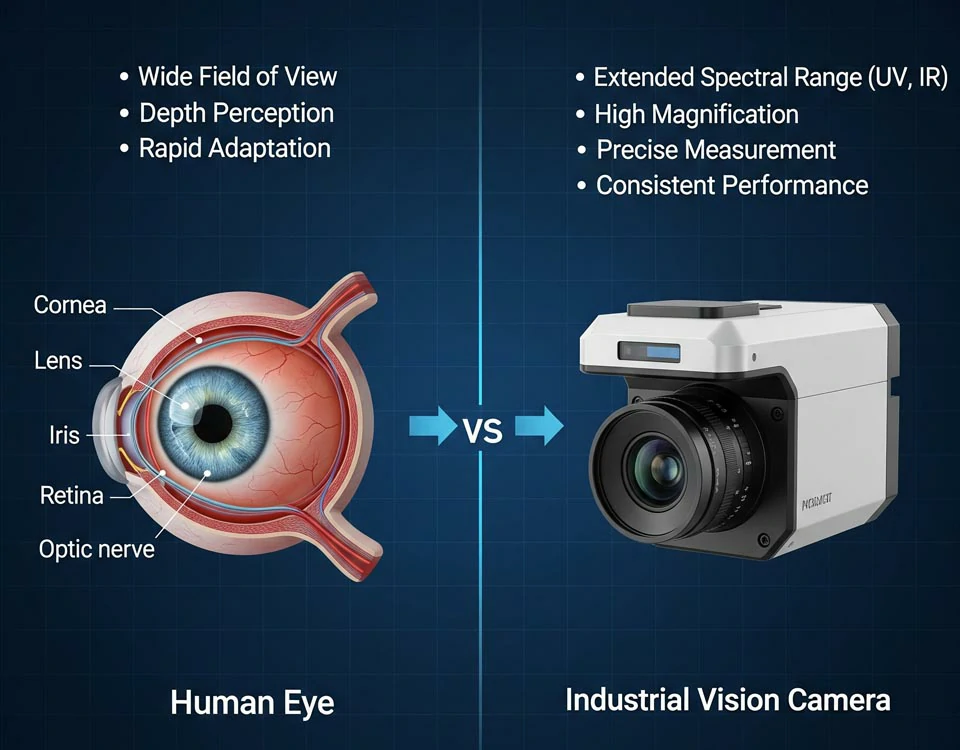 • Wide Field of View
• Depth Perception
• Rapid Adaptation
• Extended Spectral Range (UV, IR)
• High Magnification
• Precise Measurement
• Consistent Performance
Cornea
Lens
Iris
Retina
Optic nerve
VS
Human Eye
Industrial Vision Camera